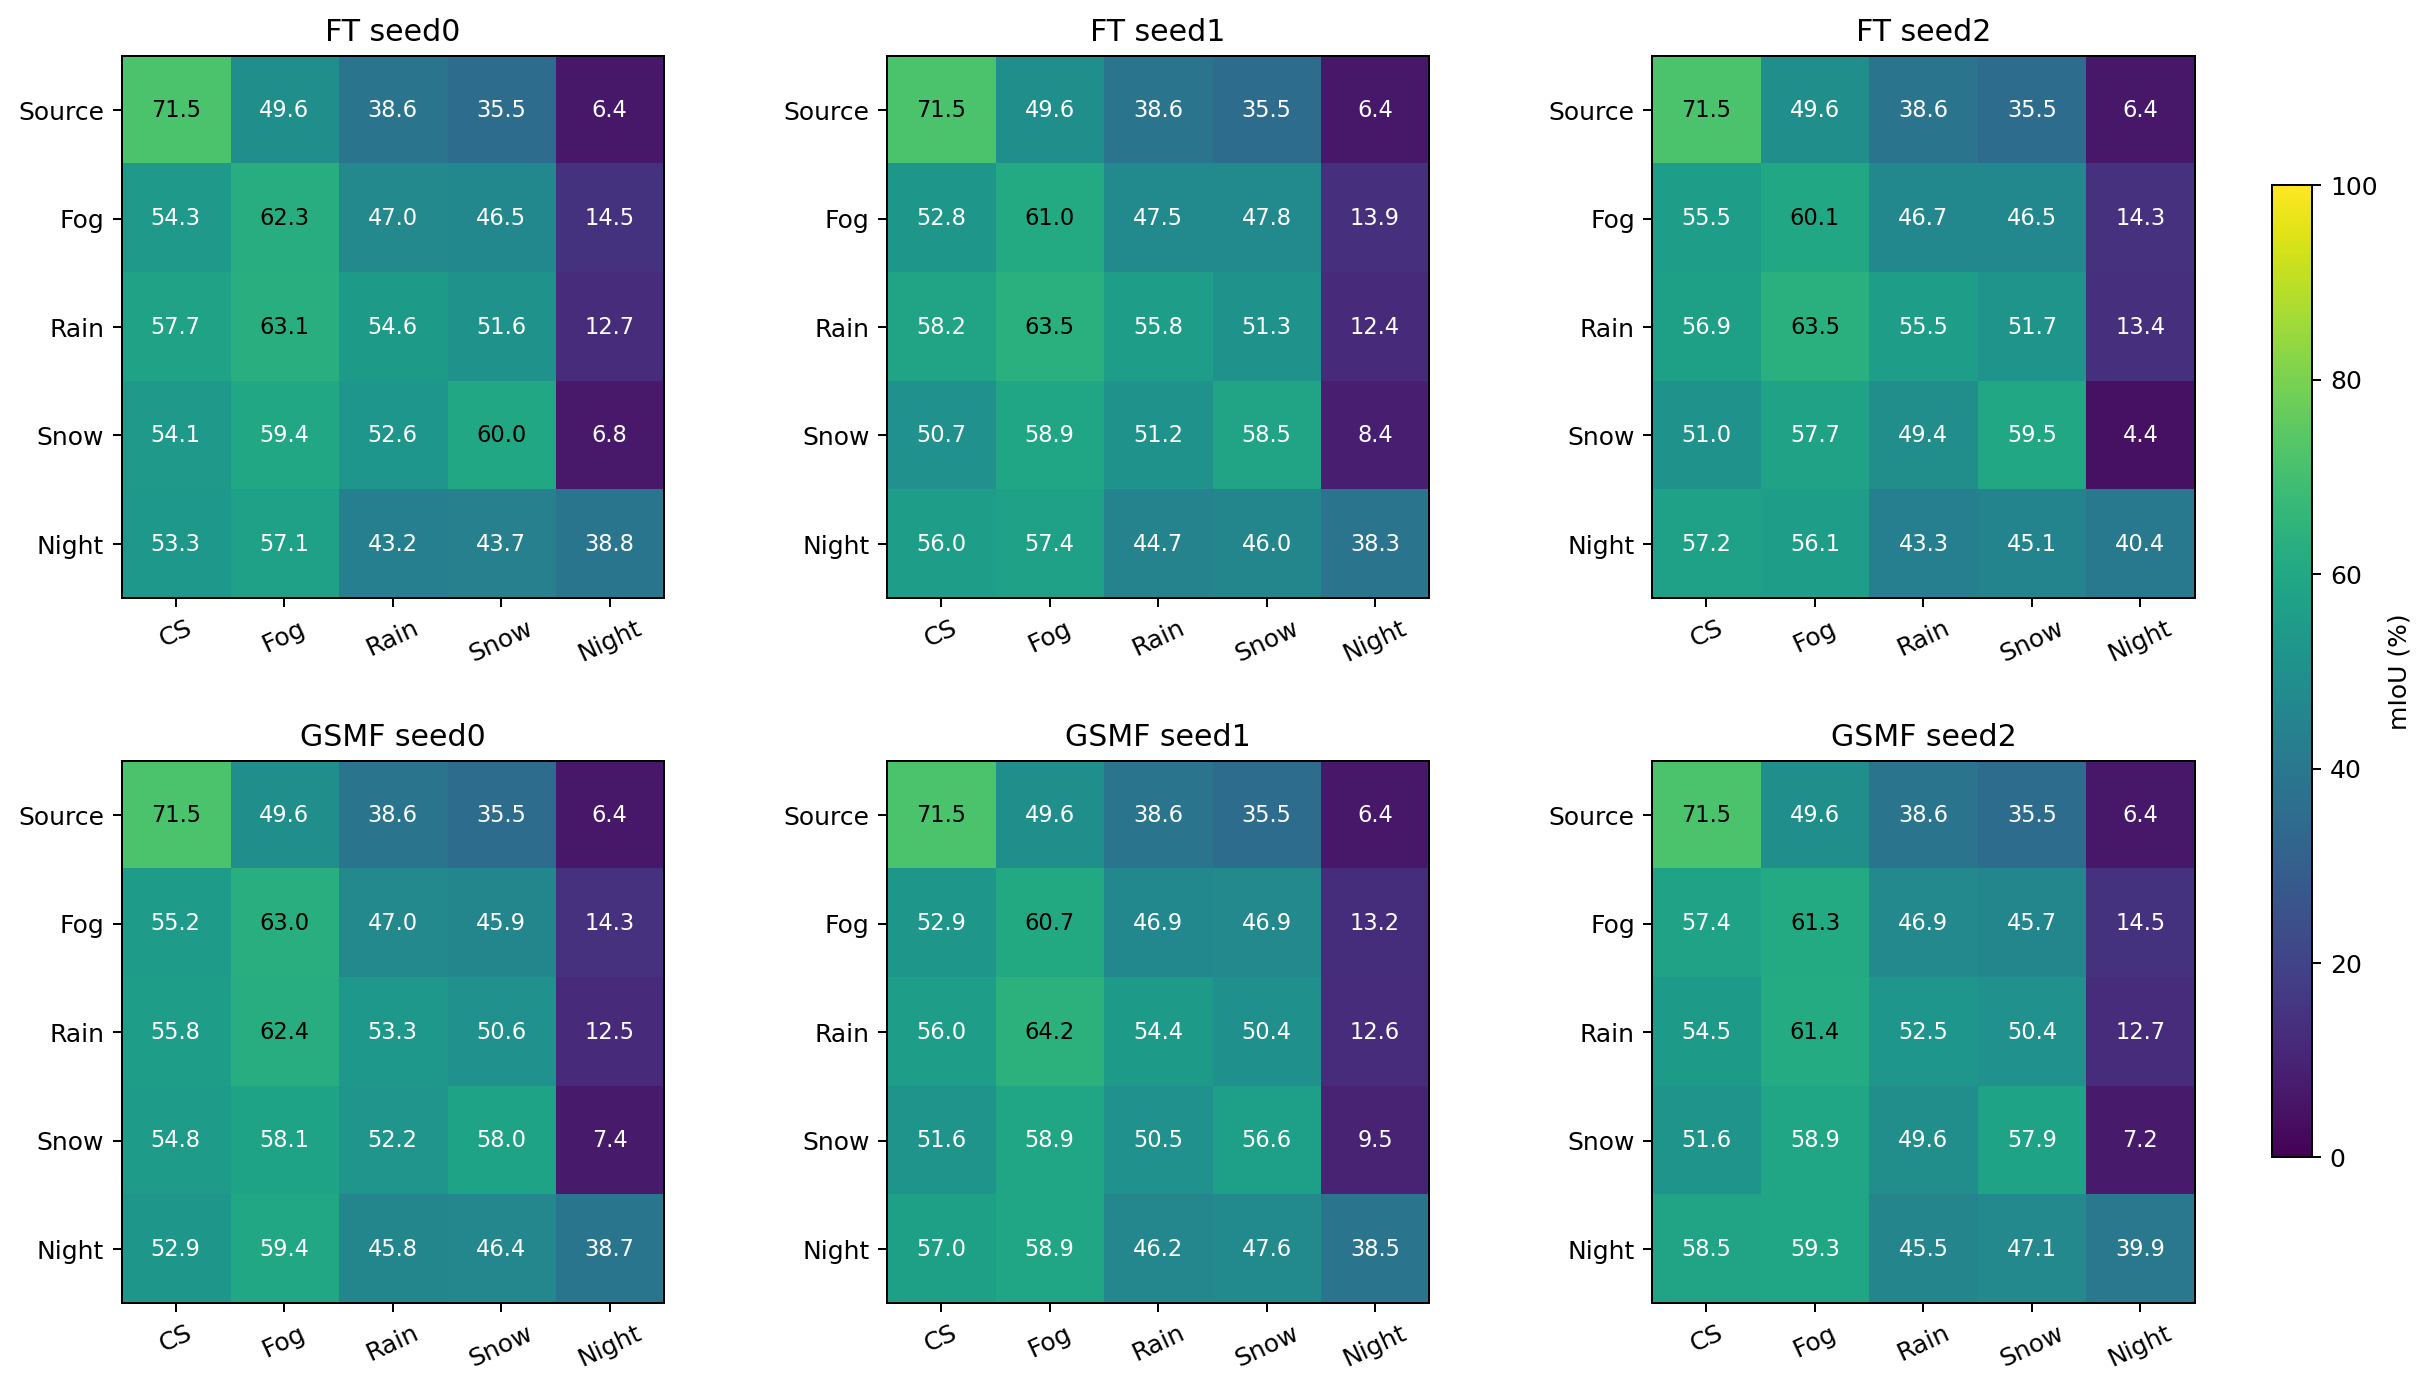 FT seed0
Source 71.5 49.6 38.6 35.5 6.4
Fog 54.3 62.3 47.0 46.5 14.5
Rain 57.7 63.1 54.6 51.6 12.7
Snow 54.1 59.4 52.6 60.0 6.8
Night 53.3 57.1 43.2 43.7 38.8
CS Fog Rain Snow Night
FT seed1
Source 71.5 49.6 38.6 35.5 6.4
Fog 52.8 61.0 47.5 47.8 13.9
Rain 58.2 63.5 55.8 51.3 12.4
Snow 50.7 58.9 51.2 58.5 8.4
Night 56.0 57.4 44.7 46.0 38.3
CS Fog Rain Snow Night
FT seed2
Source 71.5 49.6 38.6 35.5 6.4
Fog 55.5 60.1 46.7 46.5 14.3
Rain 56.9 63.5 55.5 51.7 13.4
Snow 51.0 57.7 49.4 59.5 4.4
Night 57.2 56.1 43.3 45.1 40.4
CS Fog Rain Snow Night
GSMF seed0
Source 71.5 49.6 38.6 35.5 6.4
Fog 55.2 63.0 47.0 45.9 14.3
Rain 55.8 62.4 53.3 50.6 12.5
Snow 54.8 58.1 52.2 58.0 7.4
Night 52.9 59.4 45.8 46.4 38.7
CS Fog Rain Snow Night
GSMF seed1
Source 71.5 49.6 38.6 35.5 6.4
Fog 52.9 60.7 46.9 46.9 13.2
Rain 56.0 64.2 54.4 50.4 12.6
Snow 51.6 58.9 50.5 56.6 9.5
Night 57.0 58.9 46.2 47.6 38.5
CS Fog Rain Snow Night
GSMF seed2
Source 71.5 49.6 38.6 35.5 6.4
Fog 57.4 61.3 46.9 45.7 14.5
Rain 54.5 61.4 52.5 50.4 12.7
Snow 51.6 58.9 49.6 57.9 7.2
Night 58.5 59.3 45.5 47.1 39.9
CS Fog Rain Snow Night
100
80
60
40
20
0
mIoU (%)